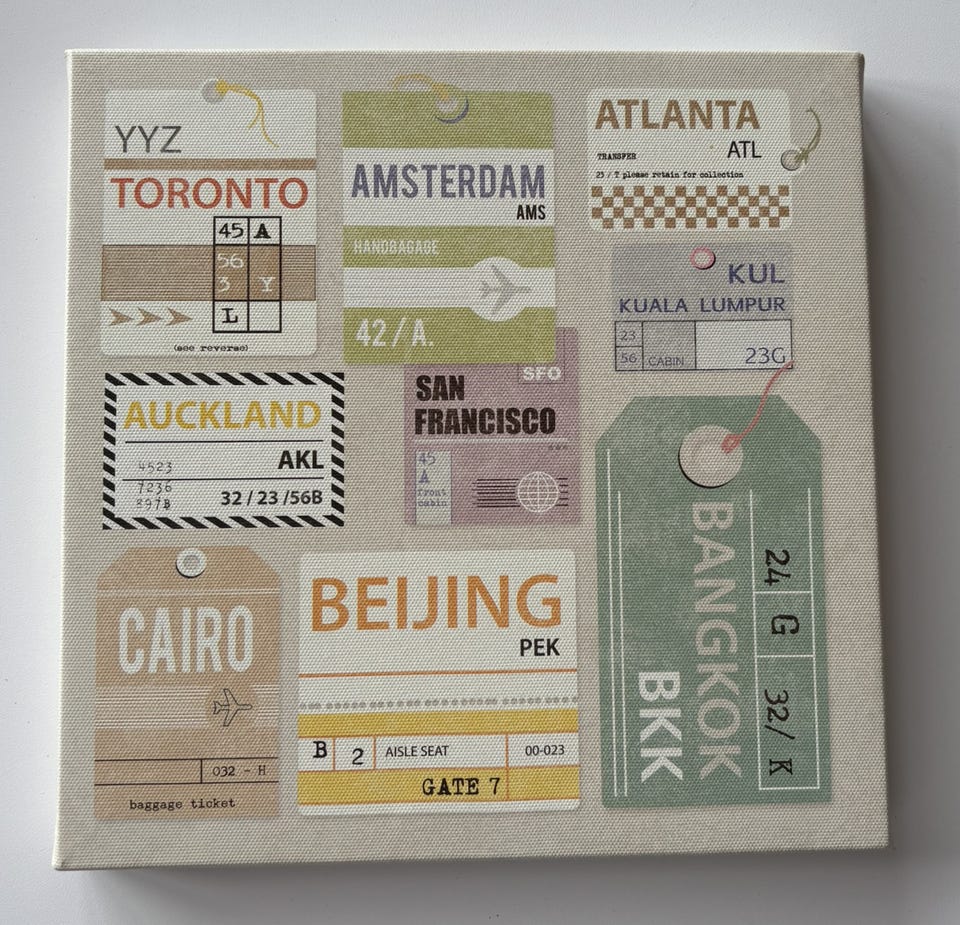 YYZ
TORONTO
45 A
56
3 Y
L
(see reverse)
AMSTERDAM
AMS
HANDBAGAGE
42 / A.
ATLANTA
ATL
TRANSFER
23 / T please retain for collection
KUL
KUALA LUMPUR
23
56 CABIN 23G
AUCKLAND
AKL
4523
7236
897B
32 / 23 /56B
SFO
SAN
FRANCISCO
45
A
front
cabin
CAIRO
032 - H
baggage ticket
BEIJING
PEK
B 2 AISLE SEAT 00-023
GATE 7
24 G 32/ K
BANGKOK
BKK